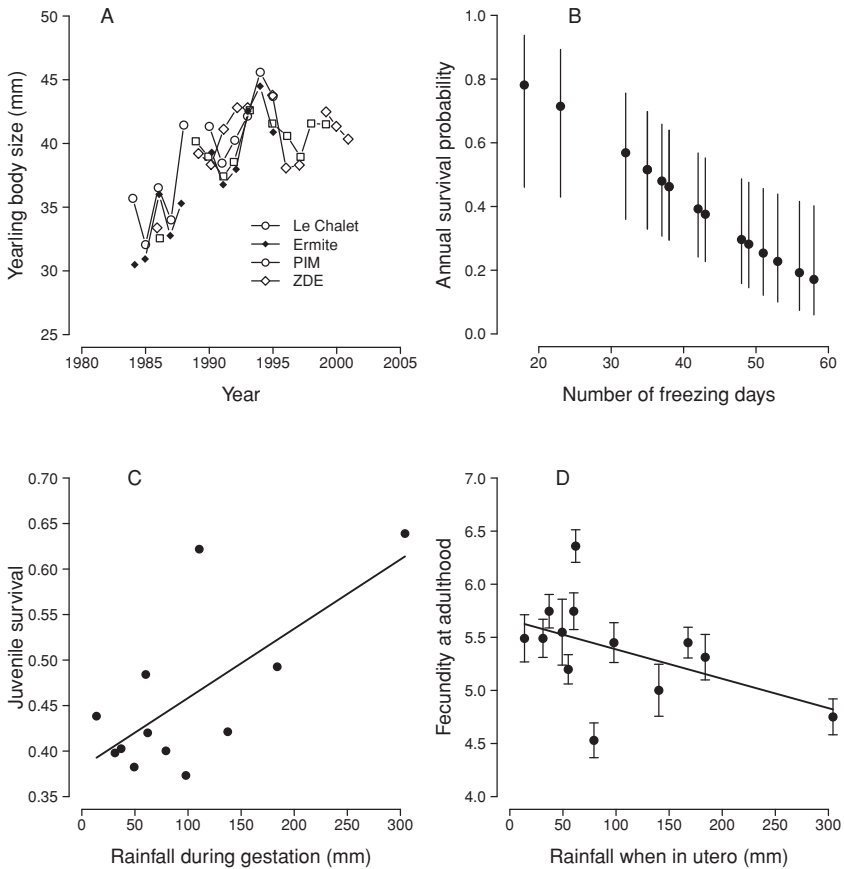 A
50
45
40
35
30
25
Yearling body size (mm)
Le Chalet
Ermite
PIM
ZDE
1980 1985 1990 1995 2000 2005
Year
B
1.0
0.8
0.6
0.4
0.2
0.0
Annual survival probability
20 30 40 50 60
Number of freezing days
C
0.70
0.65
0.60
0.55
0.50
0.45
0.40
0.35
Juvenile survival
0 50 100 150 200 250 300
Rainfall during gestation (mm)
D
7.0
6.5
6.0
5.5
5.0
4.5
4.0
Fecundity at adulthood
0 50 100 150 200 250 300
Rainfall when in utero (mm)